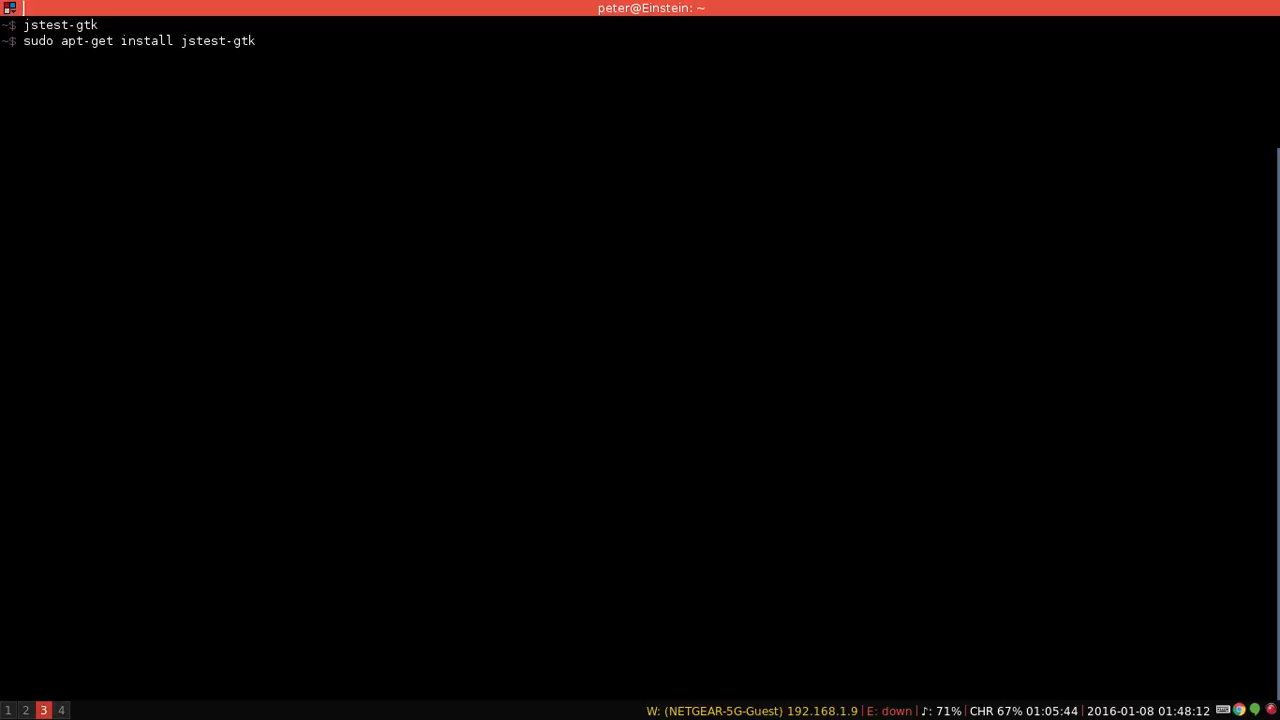 peter@Einstein: ~
~$ jstest-gtk
~$ sudo apt-get install jstest-gtk
1 2 3 4
W: (NETGEAR-5G-Guest) 192.168.1.9 | E: down | ♪: 71% | CHR 67% 01:05:44 | 2016-01-08 01:48:12